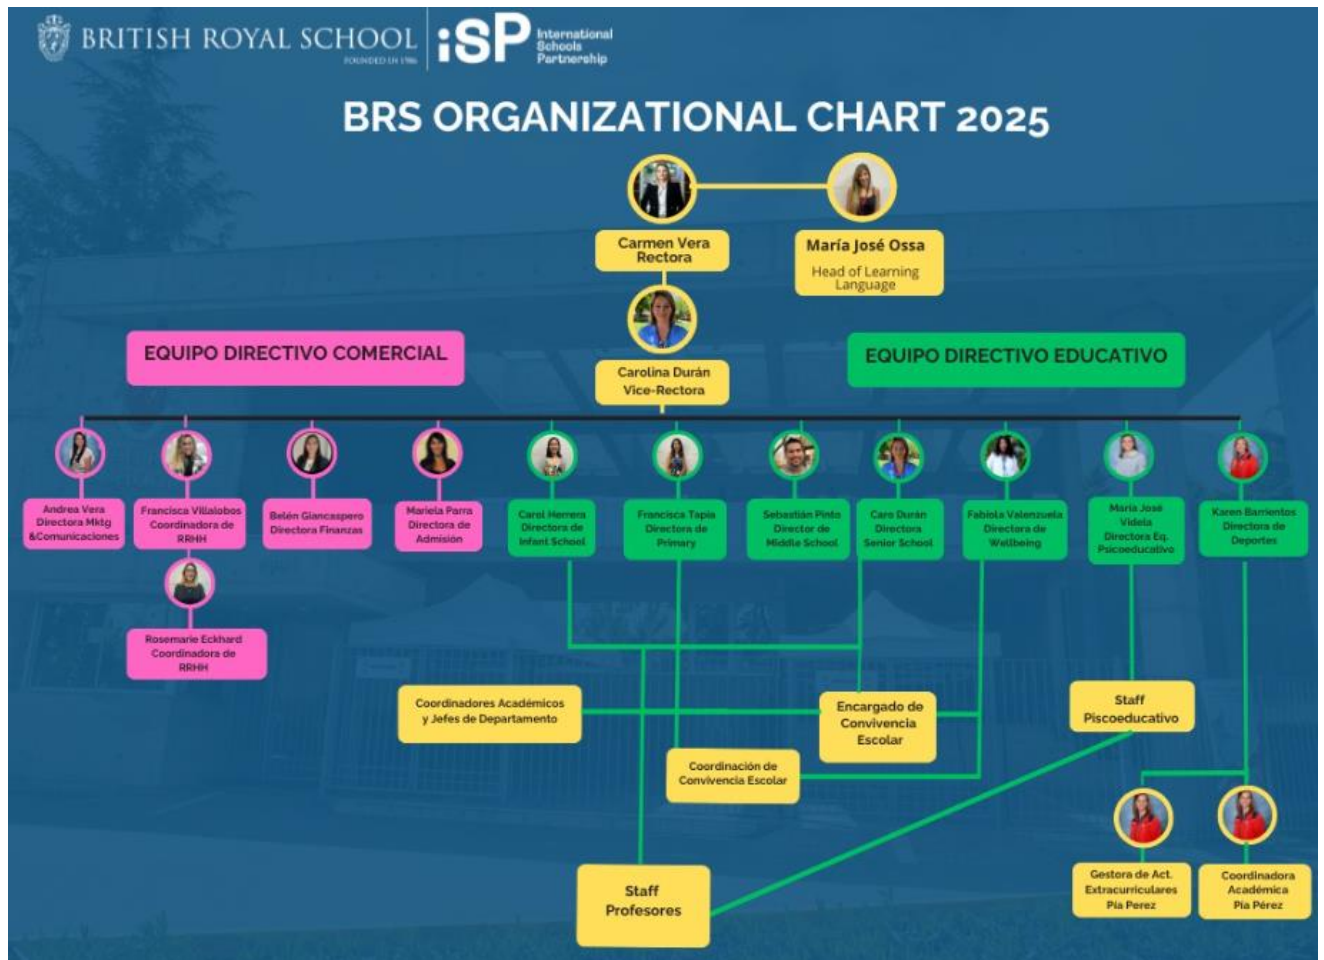 BRITISH ROYAL SCHOOL
FOUNDED IN 1986
iSP
International
Schools
Partnership
BRS ORGANIZATIONAL CHART 2025
Carmen Vera
Rectora
María José Ossa
Head of Learning
Language
Carolina Durán
Vice-Rectora
EQUIPO DIRECTIVO COMERCIAL
EQUIPO DIRECTIVO EDUCATIVO
Andrea Vera
Directora Mktg
&Comunicaciones
Francisca Villalobos
Coordinadora de
RRHH
Belén Giancaspero
Directora Finanzas
Mariela Parra
Directora de
Admisión
Carol Herrera
Directora de
Infant School
Francisca Tapia
Directora de
Primary
Sebastián Pinto
Director de
Middle School
Caro Durán
Directora
Senior School
Fabiola Valenzuela
Directora de
Wellbeing
María José
Videla
Directora Eq.
Psicoeducativo
Karen Barrientos
Directora de
Deportes
Rosemarie Eckhard
Coordinadora de
RRHH
Coordinadores Académicos
y Jefes de Departamento
Encargado de
Convivencia
Escolar
Staff
Piscoeducativo
Coordinación de
Convivencia Escolar
Staff
Profesores
Gestora de Act.
Extracurriculares
Pía Perez
Coordinadora
Académica
Pía Pérez